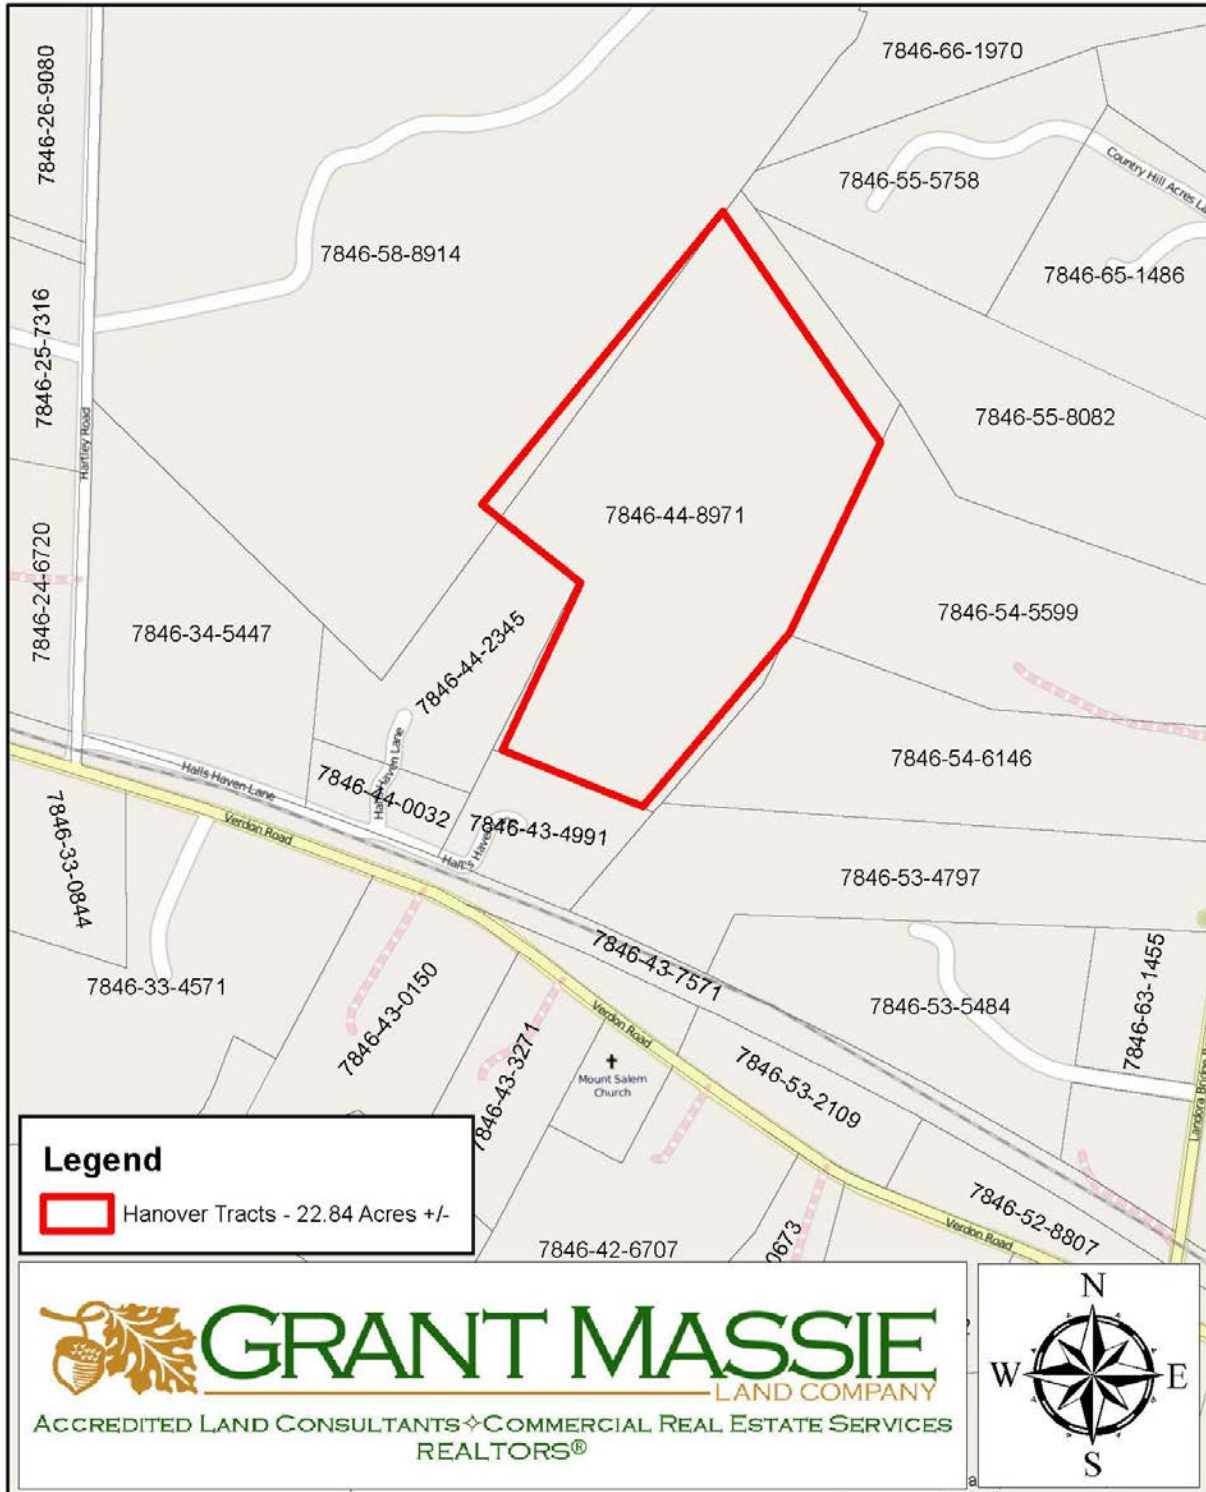 7846-66-1970
7846-26-9080
Country Hill Acres La
7846-55-5758
7846-58-8914
7846-65-1486
7846-25-7316
7846-55-8082
Hartley Road
7846-44-8971
7846-24-6720
7846-54-5599
7846-34-5447
7846-44-2345
Halls Haven Lane
7846-54-6146
Halls Haven Lane
7846-44-0032
Verdon Road
7846-43-4991
Halls Haven
7846-33-0844
7846-53-4797
7846-43-7571
7846-63-1455
7846-33-4571
7846-43-0150
7846-53-5484
Verdon Road
7846-43-3271
Mount Salem
Church
7846-53-2109
Landora Bridge
Legend
Hanover Tracts - 22.84 Acres +/-
7846-52-8807
Verdon Road
7846-42-6707
0673
GRANT MASSIE
LAND COMPANY
ACCREDITED LAND CONSULTANTS✧COMMERCIAL REAL ESTATE SERVICES
REALTORS®
N
W
E
S